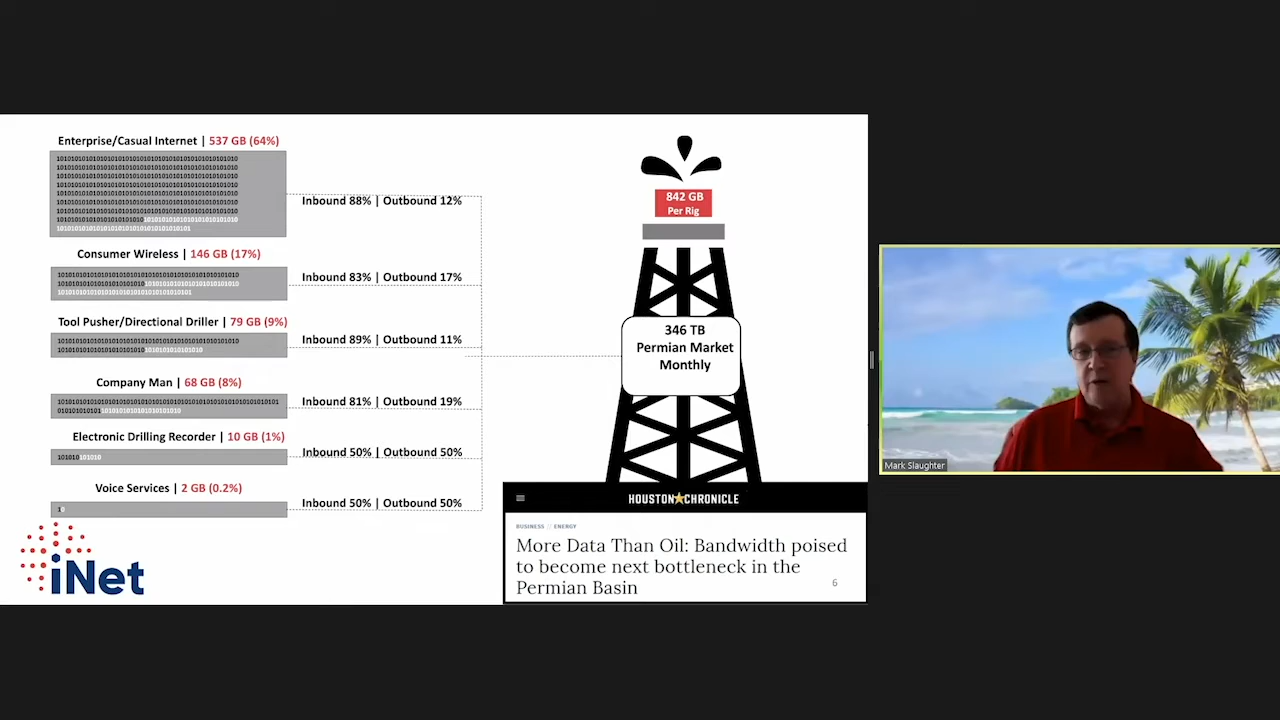 Enterprise/Casual Internet | 537 GB (64%)
Inbound 88% | Outbound 12%
Consumer Wireless | 146 GB (17%)
Inbound 83% | Outbound 17%
Tool Pusher/Directional Driller | 79 GB (9%)
Inbound 89% | Outbound 11%
Company Man | 68 GB (8%)
Inbound 81% | Outbound 19%
Electronic Drilling Recorder | 10 GB (1%)
101010101010
Inbound 50% | Outbound 50%
Voice Services | 2 GB (0.2%)
10
Inbound 50% | Outbound 50%
iNet
842 GB
Per Rig
346 TB
Permian Market
Monthly
HOUSTON CHRONICLE
BUSINESS // ENERGY
More Data Than Oil: Bandwidth poised
to become next bottleneck in the
Permian Basin
6
Mark Slaughter